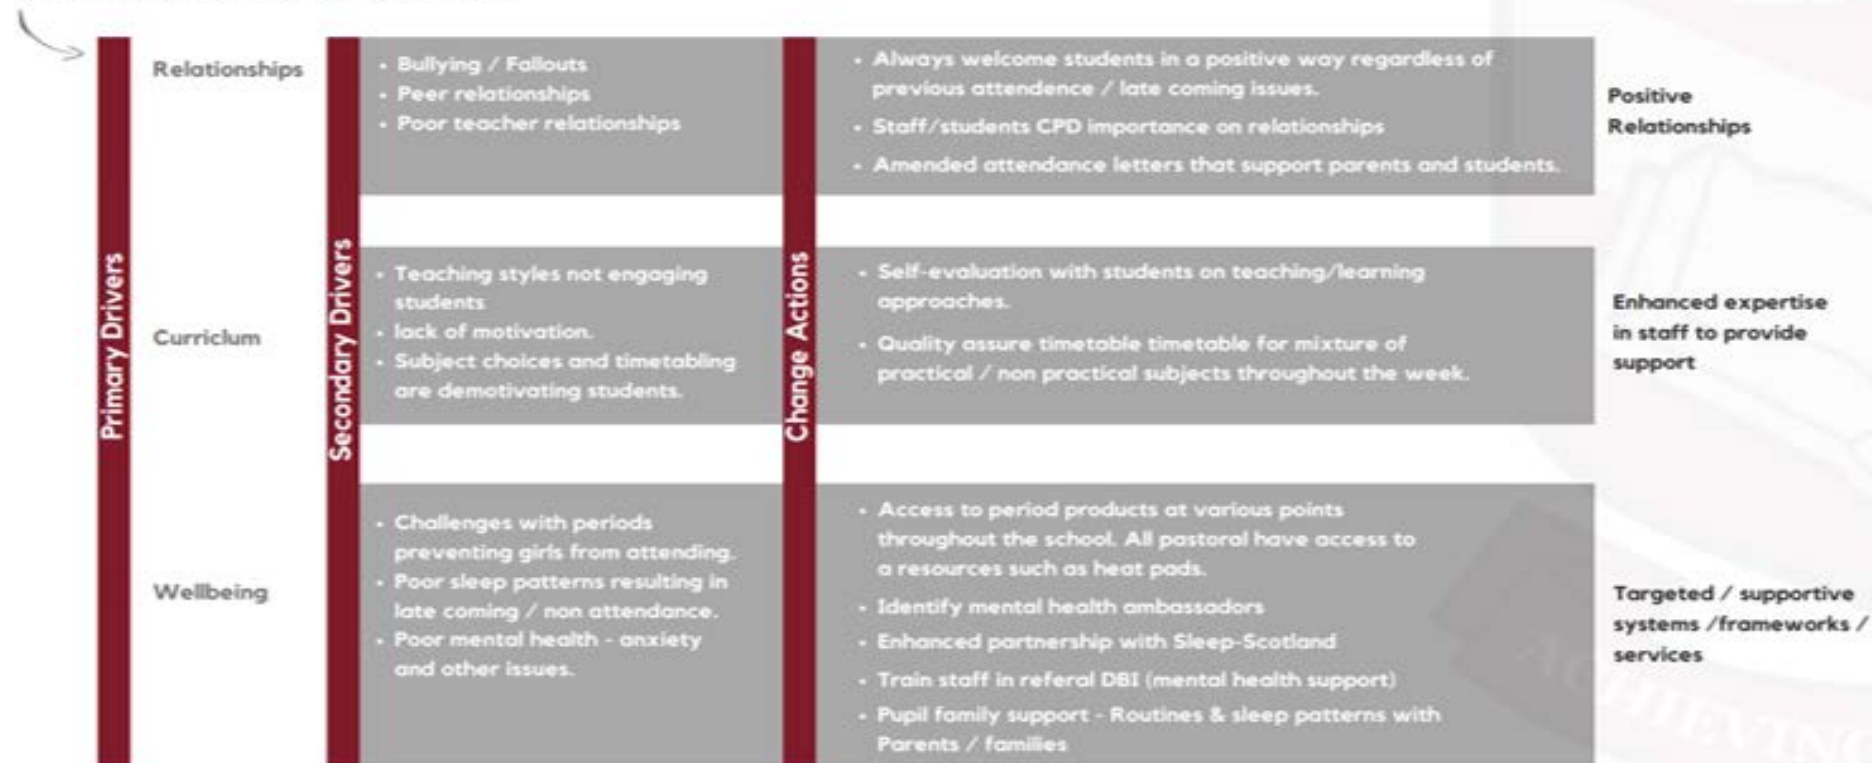 Primary Drivers
Relationships
Secondary Drivers
• Bullying / Fallouts
• Peer relationships
• Poor teacher relationships
Change Actions
• Always welcome students in a positive way regardless of
previous attendence / late coming issues.
• Staff/students CPD importance on relationships
• Amended attendance letters that support parents and students.
Positive
Relationships
Curriclum
• Teaching styles not engaging
students
• lack of motivation.
• Subject choices and timetabling
are demotivating students.
• Self-evaluation with students on teaching/learning
approaches.
• Quality assure timetable timetable for mixture of
practical / non practical subjects throughout the week.
Enhanced expertise
in staff to provide
support
Wellbeing
• Challenges with periods
preventing girls from attending.
• Poor sleep patterns resulting in
late coming / non attendance.
• Poor mental health - anxiety
and other issues.
• Access to period products at various points
throughout the school. All pastoral have access to
a resources such as heat pads.
• Identify mental health ambassadors
• Enhanced partnership with Sleep-Scotland
• Train staff in referal DBI (mental health support)
• Pupil family support - Routines & sleep patterns with
Parents / families
Targeted / supportive
systems /frameworks /
services
ACHIEVING